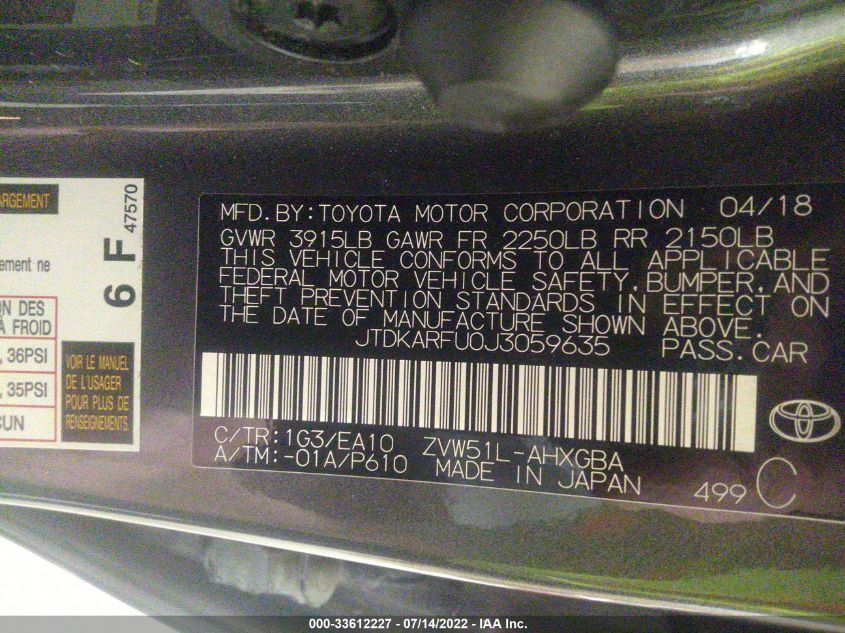 ARGEMENT
ement ne
ON DES
À FROID
, 36PSI
, 35PSI
CUN
6 F
47570
VOIR LE MANUEL
DE L'USAGER
POUR PLUS DE
RENSEIGNEMENTS
MFD.BY:TOYOTA MOTOR CORPORATION 04/18
GVWR 3915LB GAWR FR 2250LB RR 2150LB
THIS VEHICLE CONFORMS TO ALL APPLICABLE
FEDERAL MOTOR VEHICLE SAFETY,BUMPER,AND
THEFT PREVENTION STANDARDS IN EFFECT ON
THE DATE OF MANUFACTURE SHOWN ABOVE.
JTDKARFU0J3059635 PASS.CAR
C/TR:1G3/EA10 ZVW51L-AHXGBA
A/TM:-01A/P610 MADE IN JAPAN
499 C
000-33612227 - 07/14/2022 - IAA Inc.